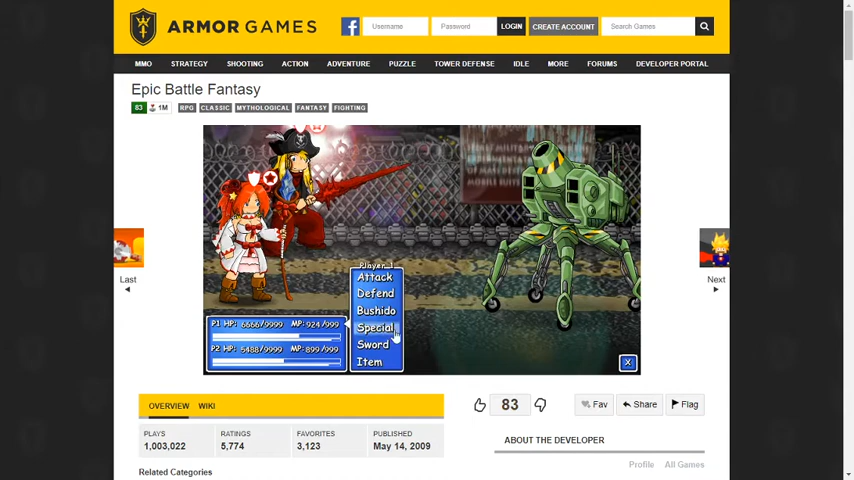 ARMOR GAMES
Username
Password
LOGIN
CREATE ACCOUNT
Search Games
MMO STRATEGY SHOOTING ACTION ADVENTURE PUZZLE TOWER DEFENSE IDLE MORE FORUMS DEVELOPER PORTAL
Epic Battle Fantasy
83 1M RPG CLASSIC MYTHOLOGICAL FANTASY FIGHTING
Last
Next
Player 1
Attack
Defend
Bushido
Special
Sword
Item
P1 HP: 6666/9999 MP: 924/999
P2 HP: 5488/9999 MP: 899/999
X
OVERVIEW WIKI
83
Fav
Share
Flag
PLAYS RATINGS FAVORITES PUBLISHED
1,003,022 5,774 3,123 May 14, 2009
ABOUT THE DEVELOPER
Profile All Games
Related Categories